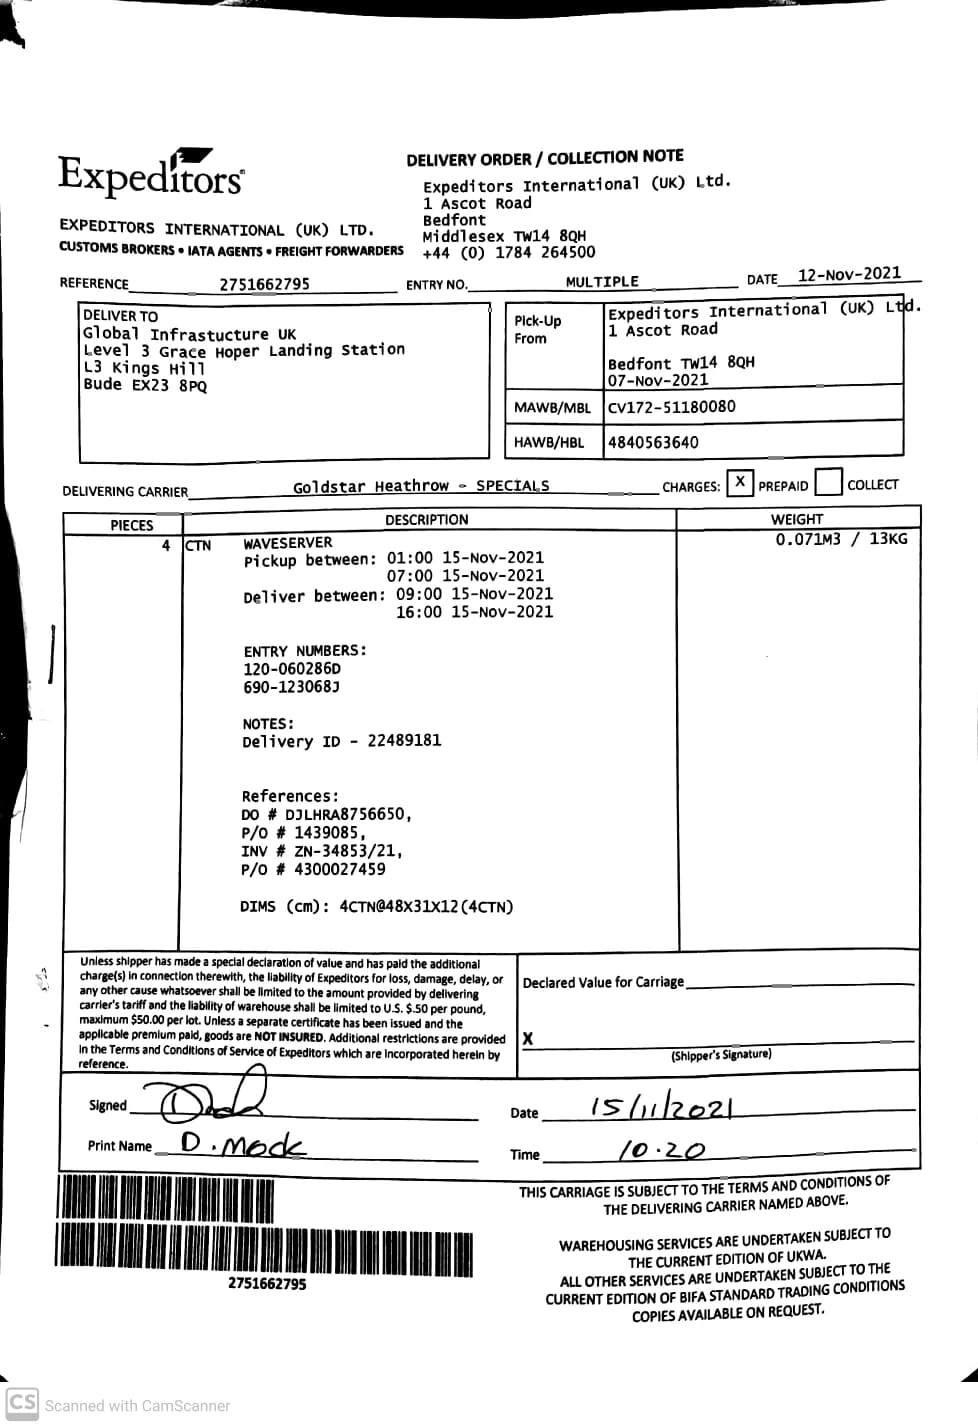 Expeditors
EXPEDITORS INTERNATIONAL (UK) LTD.
CUSTOMS BROKERS • IATA AGENTS • FREIGHT FORWARDERS
DELIVERY ORDER / COLLECTION NOTE
Expeditors International (UK) Ltd.
1 Ascot Road
Bedfont
Middlesex TW14 8QH
+44 (0) 1784 264500
REFERENCE 2751662795 ENTRY NO. MULTIPLE DATE 12-Nov-2021
DELIVER TO
Global Infrastucture UK
Level 3 Grace Hoper Landing Station
L3 Kings Hill
Bude EX23 8PQ
Pick-Up From
Expeditors International (UK) Ltd.
1 Ascot Road
Bedfont TW14 8QH
07-Nov-2021
MAWB/MBL CV172-51180080
HAWB/HBL 4840563640
DELIVERING CARRIER Goldstar Heathrow - SPECIALS CHARGES: X PREPAID COLLECT
PIECES DESCRIPTION WEIGHT
4 CTN WAVESERVER 0.071M3 / 13KG
Pickup between: 01:00 15-Nov-2021
07:00 15-Nov-2021
Deliver between: 09:00 15-Nov-2021
16:00 15-Nov-2021
ENTRY NUMBERS:
120-060286D
690-123068J
NOTES:
Delivery ID - 22489181
References:
DO # DJLHRA8756650,
P/O # 1439085,
INV # ZN-34853/21,
P/O # 4300027459
DIMS (cm): 4CTN@48X31X12(4CTN)
Unless shipper has made a special declaration of value and has paid the additional
charge(s) in connection therewith, the liability of Expeditors for loss, damage, delay, or
any other cause whatsoever shall be limited to the amount provided by delivering
carrier's tariff and the liability of warehouse shall be limited to U.S. $.50 per pound,
maximum $50.00 per lot. Unless a separate certificate has been issued and the
applicable premium paid, goods are NOT INSURED. Additional restrictions are provided
in the Terms and Conditions of Service of Expeditors which are incorporated herein by
reference.
Declared Value for Carriage
X
(Shipper's Signature)
Signed
Print Name D. Mock
Date 15/11/2021
Time 10.20
2751662795
THIS CARRIAGE IS SUBJECT TO THE TERMS AND CONDITIONS OF
THE DELIVERING CARRIER NAMED ABOVE.
WAREHOUSING SERVICES ARE UNDERTAKEN SUBJECT TO
THE CURRENT EDITION OF UKWA.
ALL OTHER SERVICES ARE UNDERTAKEN SUBJECT TO THE
CURRENT EDITION OF BIFA STANDARD TRADING CONDITIONS
COPIES AVAILABLE ON REQUEST.
CS Scanned with CamScanner